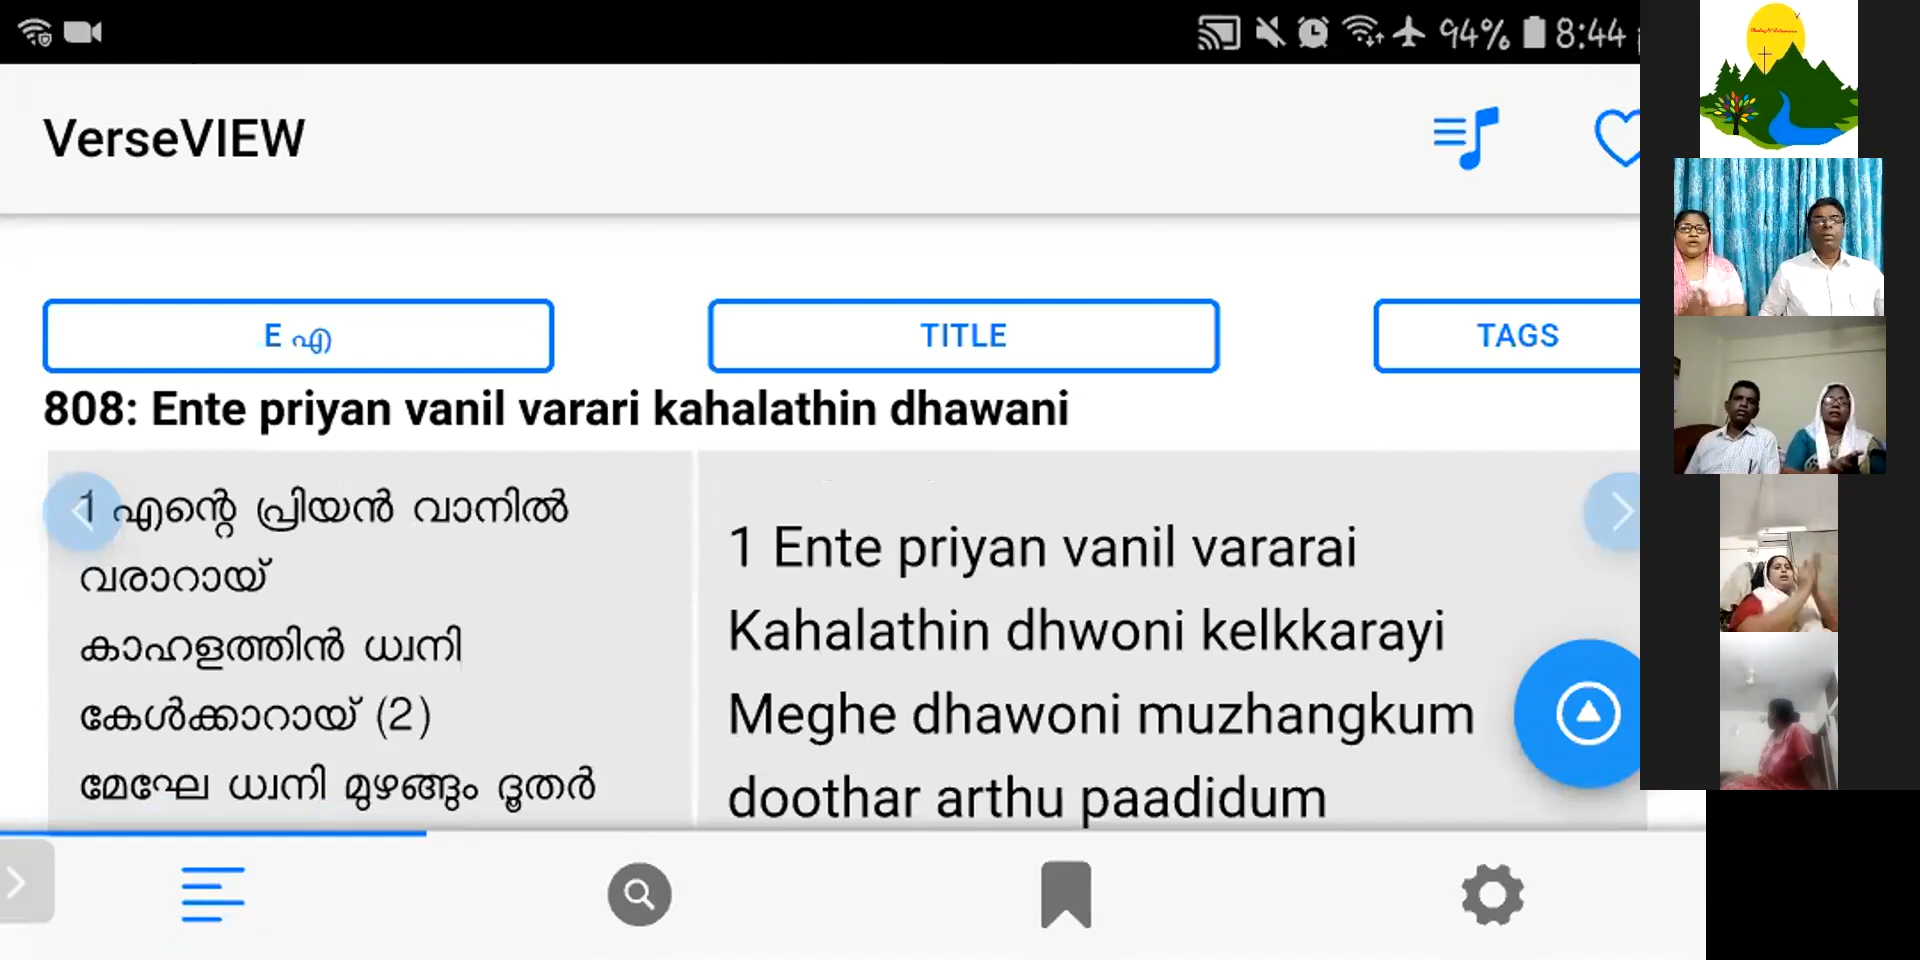 94% 8:44
VerseVIEW
E എ
TITLE
TAGS
808: Ente priyan vanil varari kahalathin dhawani
1 എന്റെ പ്രിയൻ വാനിൽ
വരാറായ്
കാഹളത്തിൻ ധ്വനി
കേൾക്കാറായ് (2)
മേഘേ ധ്വനി മുഴങ്ങും ദൂതർ
1 Ente priyan vanil vararai
Kahalathin dhwoni kelkkarayi
Meghe dhawoni muzhangkum
doothar arthu paadidum